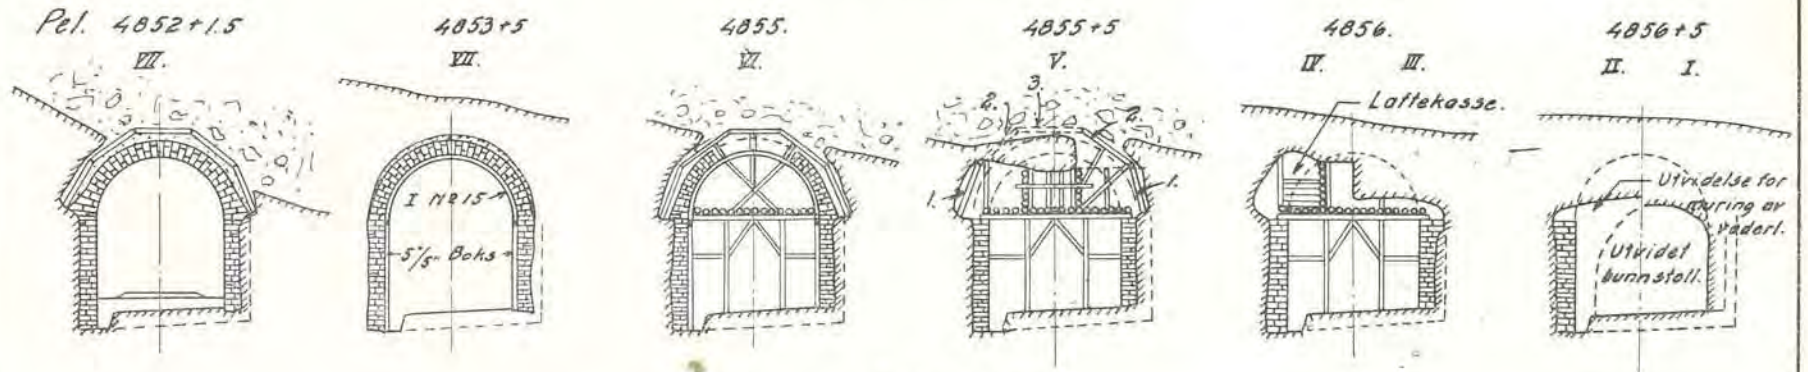 Pel. 4852+1.5 4853+5 4855. 4855+5 4856. 4856+5
VIII. VII. VI. V. IV. III. II. I.
3.
2. 2.
Laftekasse.
1. 1.
I № 15
5"/5" Boks
Utvidelse for
muring av
vederl.
Utvidet
bunnstoll.